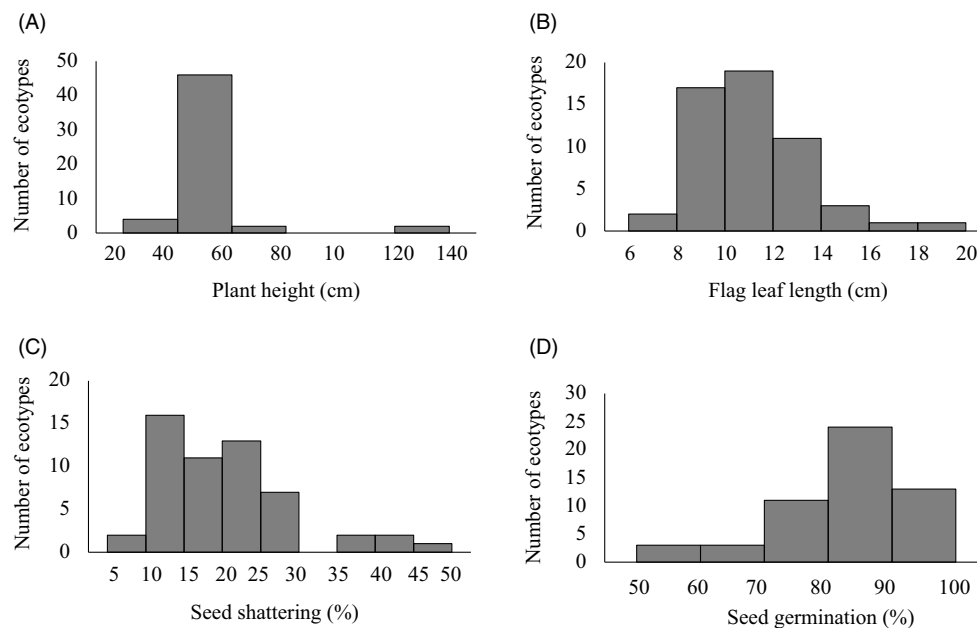 (A)
50
40
30
20
10
0
Number of ecotypes
20 40 60 80 10 120 140
Plant height (cm)
(B)
20
15
10
5
0
Number of ecotypes
6 8 10 12 14 16 18 20
Flag leaf length (cm)
(C)
20
15
10
5
0
Number of ecotypes
5 10 15 20 25 30 35 40 45 50
Seed shattering (%)
(D)
30
25
20
15
10
5
0
Number of ecotypes
50 60 70 80 90 100
Seed germination (%)